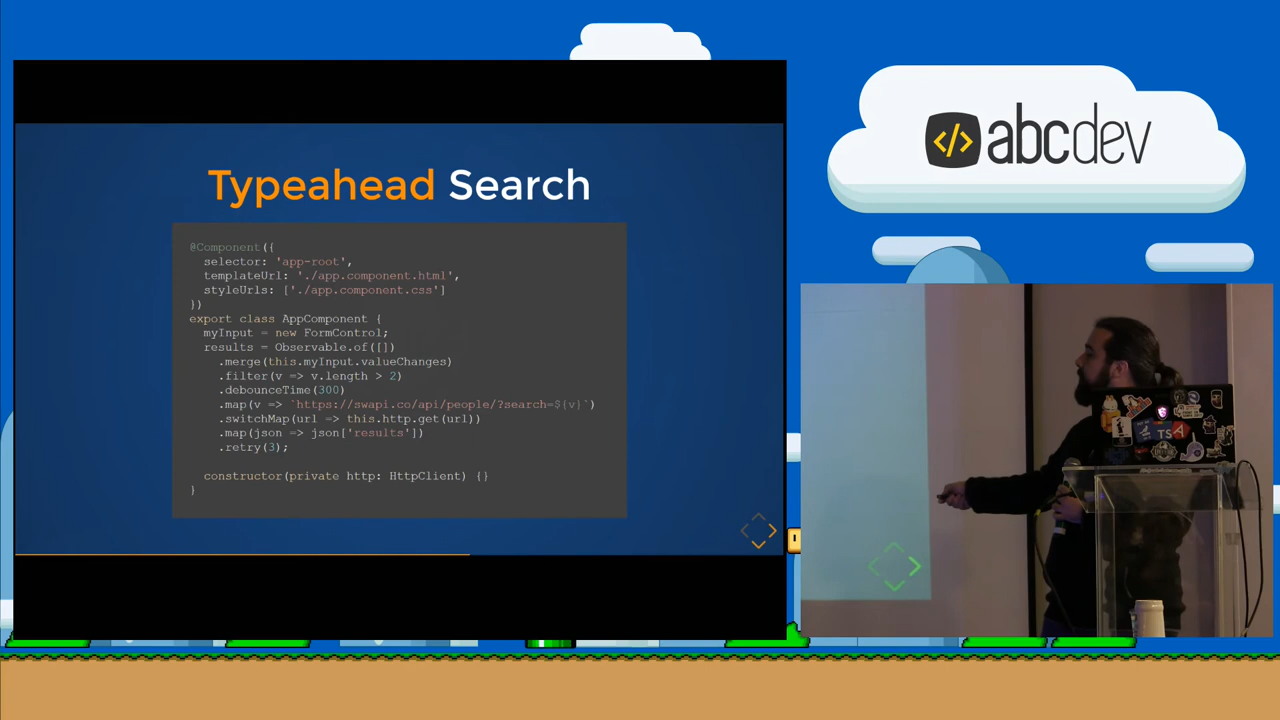 Typeahead Search
@Component({
  selector: 'app-root',
  templateUrl: './app.component.html',
  styleUrls: ['./app.component.css']
})
export class AppComponent {
  myInput = new FormControl;
  results = Observable.of([])
    .merge(this.myInput.valueChanges)
    .filter(v => v.length > 2)
    .debounceTime(300)
    .map(v => `https://swapi.co/api/people/?search=${v}`)
    .switchMap(url => this.http.get(url))
    .map(json => json['results'])
    .retry(3);

  constructor(private http: HttpClient) {}
}
</> abcdev
TS